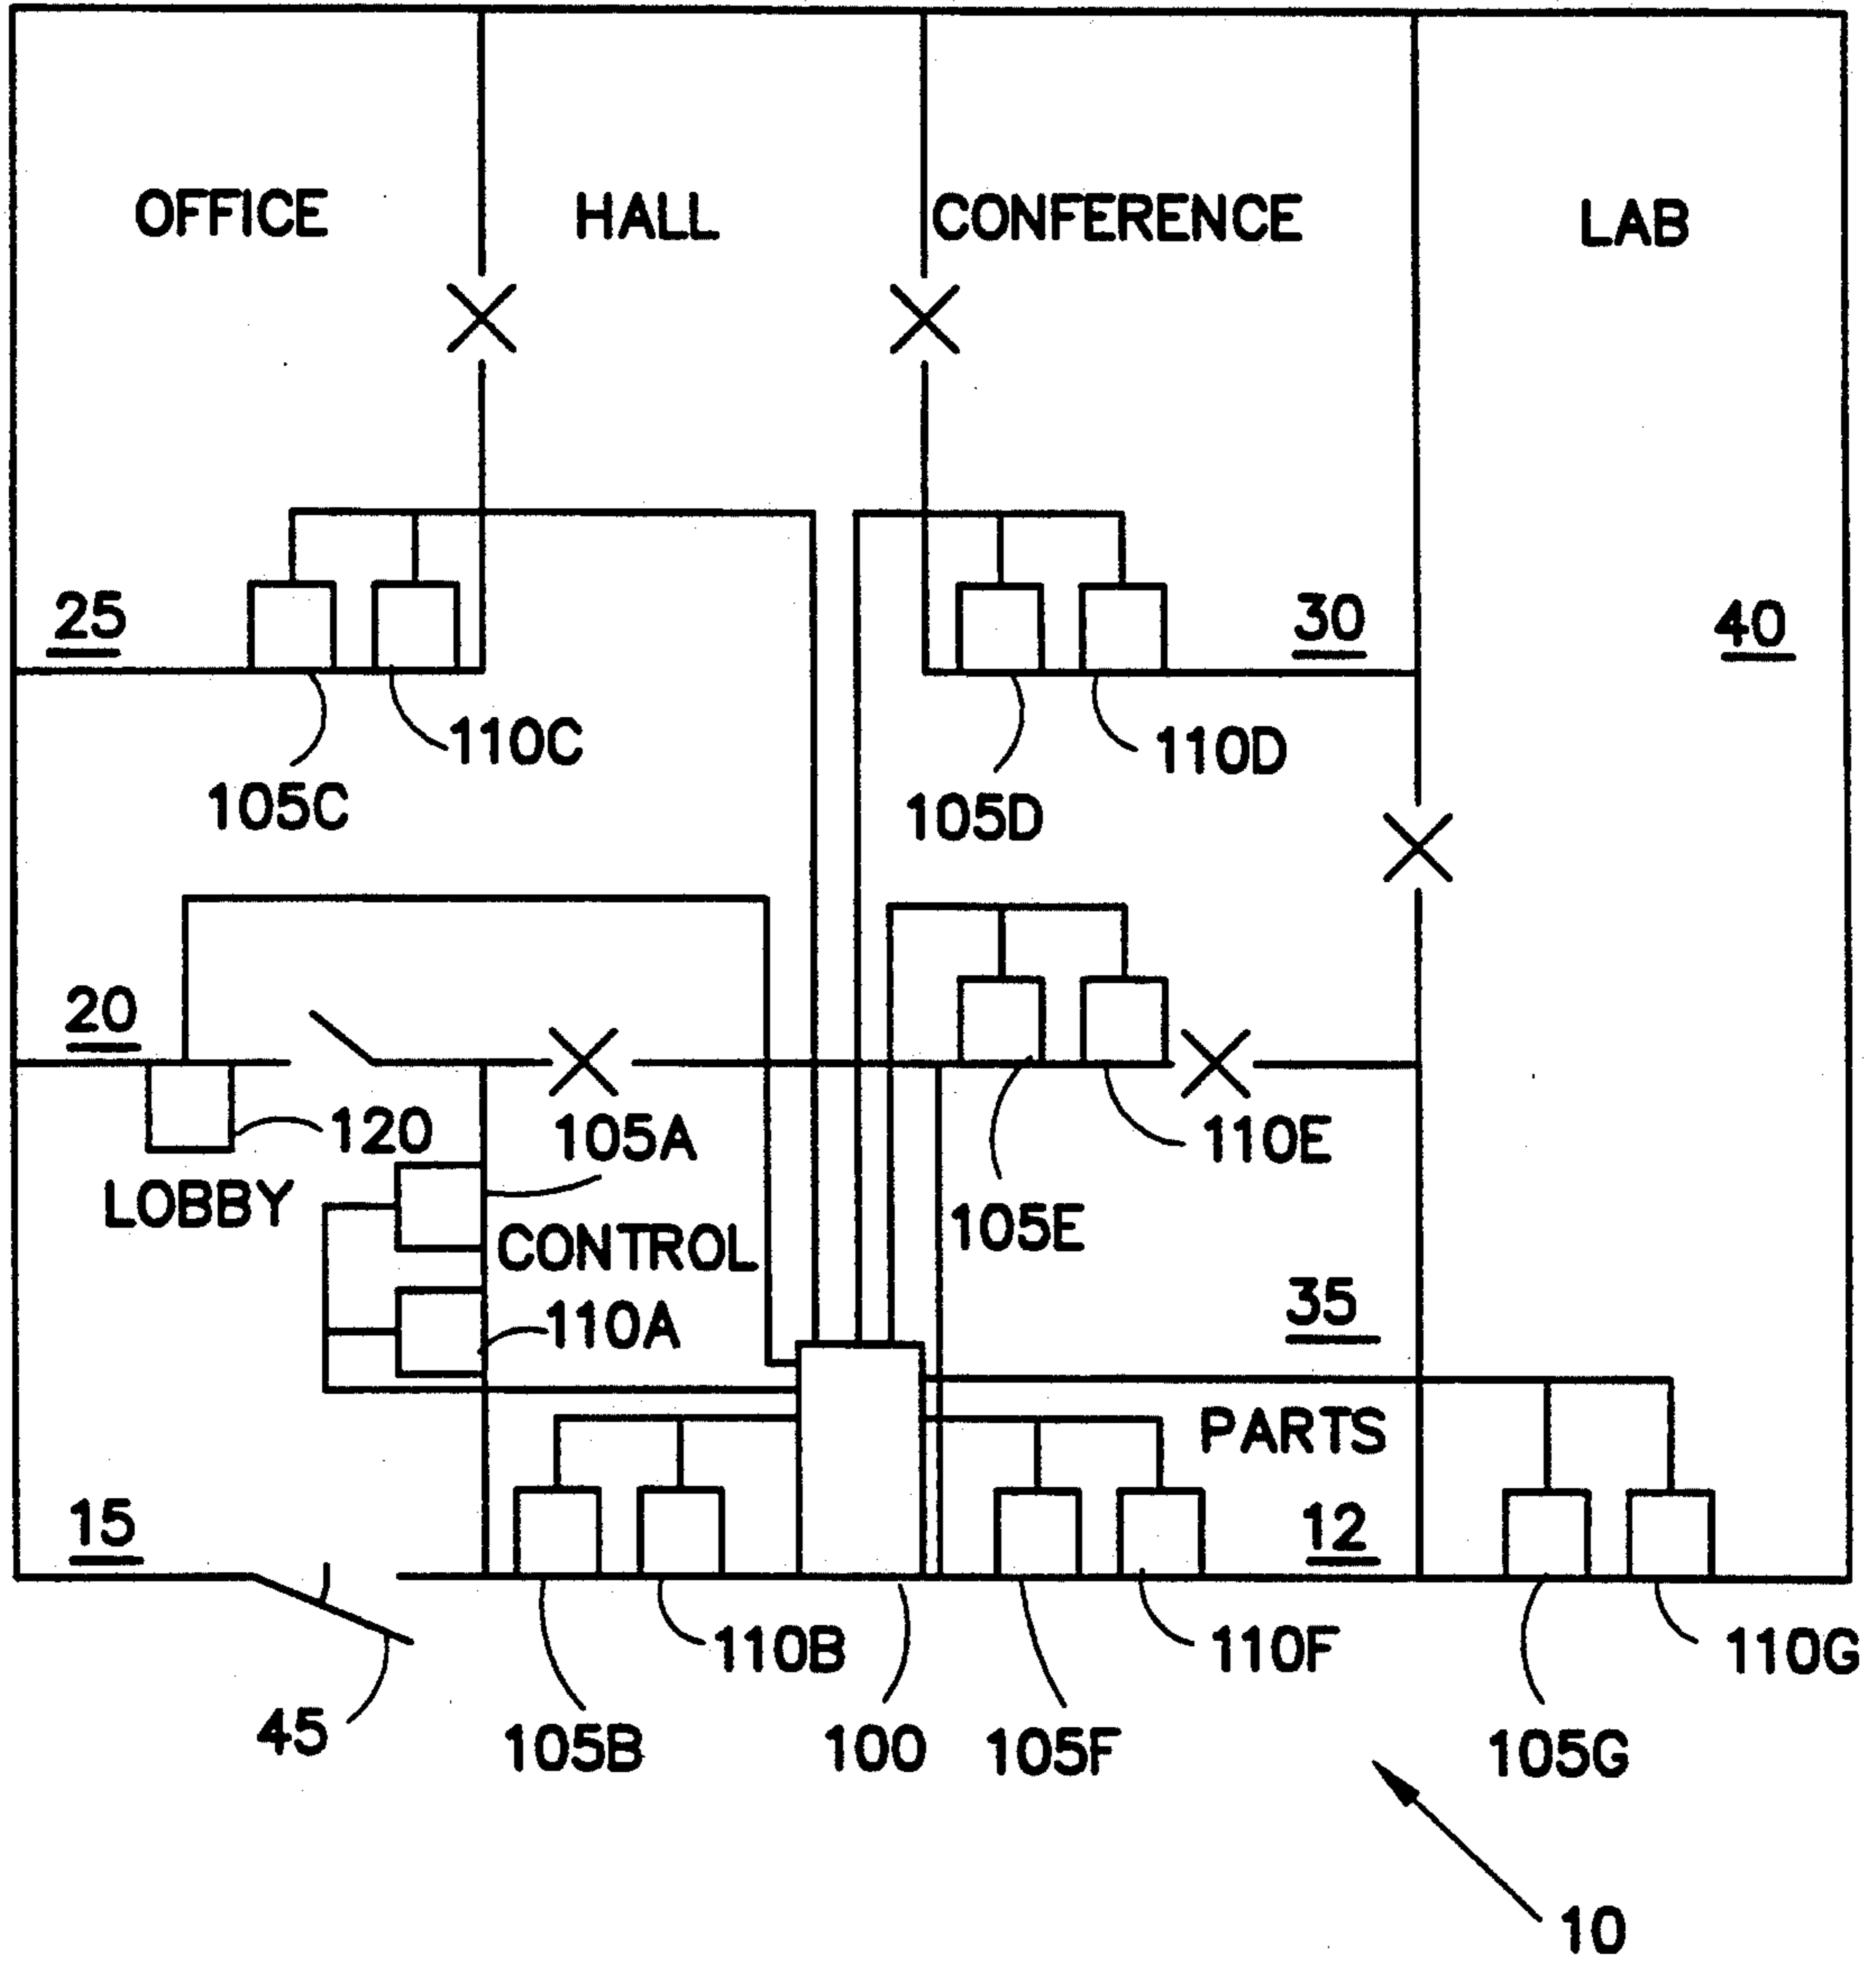 OFFICE
HALL
CONFERENCE
LAB
25
30
40
110C
110D
105C
105D
20
120
105A
110E
LOBBY
105E
CONTROL
110A
35
PARTS
15
12
110B
110F
110G
45
105B
100
105F
105G
10